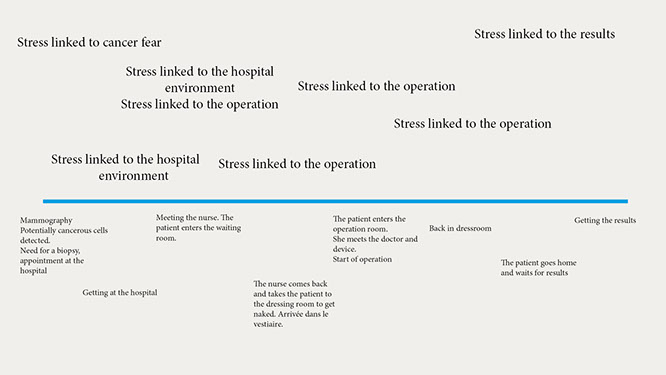 Stress linked to cancer fear
Stress linked to the results
Stress linked to the hospital
environment
Stress linked to the operation
Stress linked to the operation
Stress linked to the operation
Stress linked to the hospital
environment
Stress linked to the operation
Mammography
Potentially cancerous cells
detected.
Need for a biopsy,
appointment at the
hospital
Getting at the hospital
Meeting the nurse. The
patient enters the waiting
room.
The nurse comes back
and takes the patient to
the dressing room to get
naked. Arrivée dans le
vestiaire.
The patient enters the
operation room.
She meets the doctor and
device.
Start of operation
Back in dressroom
The patient goes home
and waits for results
Getting the results